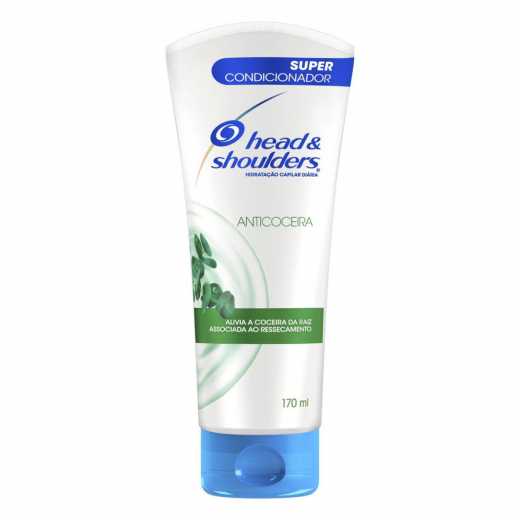 SUPER
CONDICIONADOR
head &
shoulders®
HIDRATAÇÃO CAPILAR DIÁRIA
ANTICOCEIRA
ALIVIA A COCEIRA DA RAIZ
ASSOCIADA AO RESSECAMENTO
170 ml